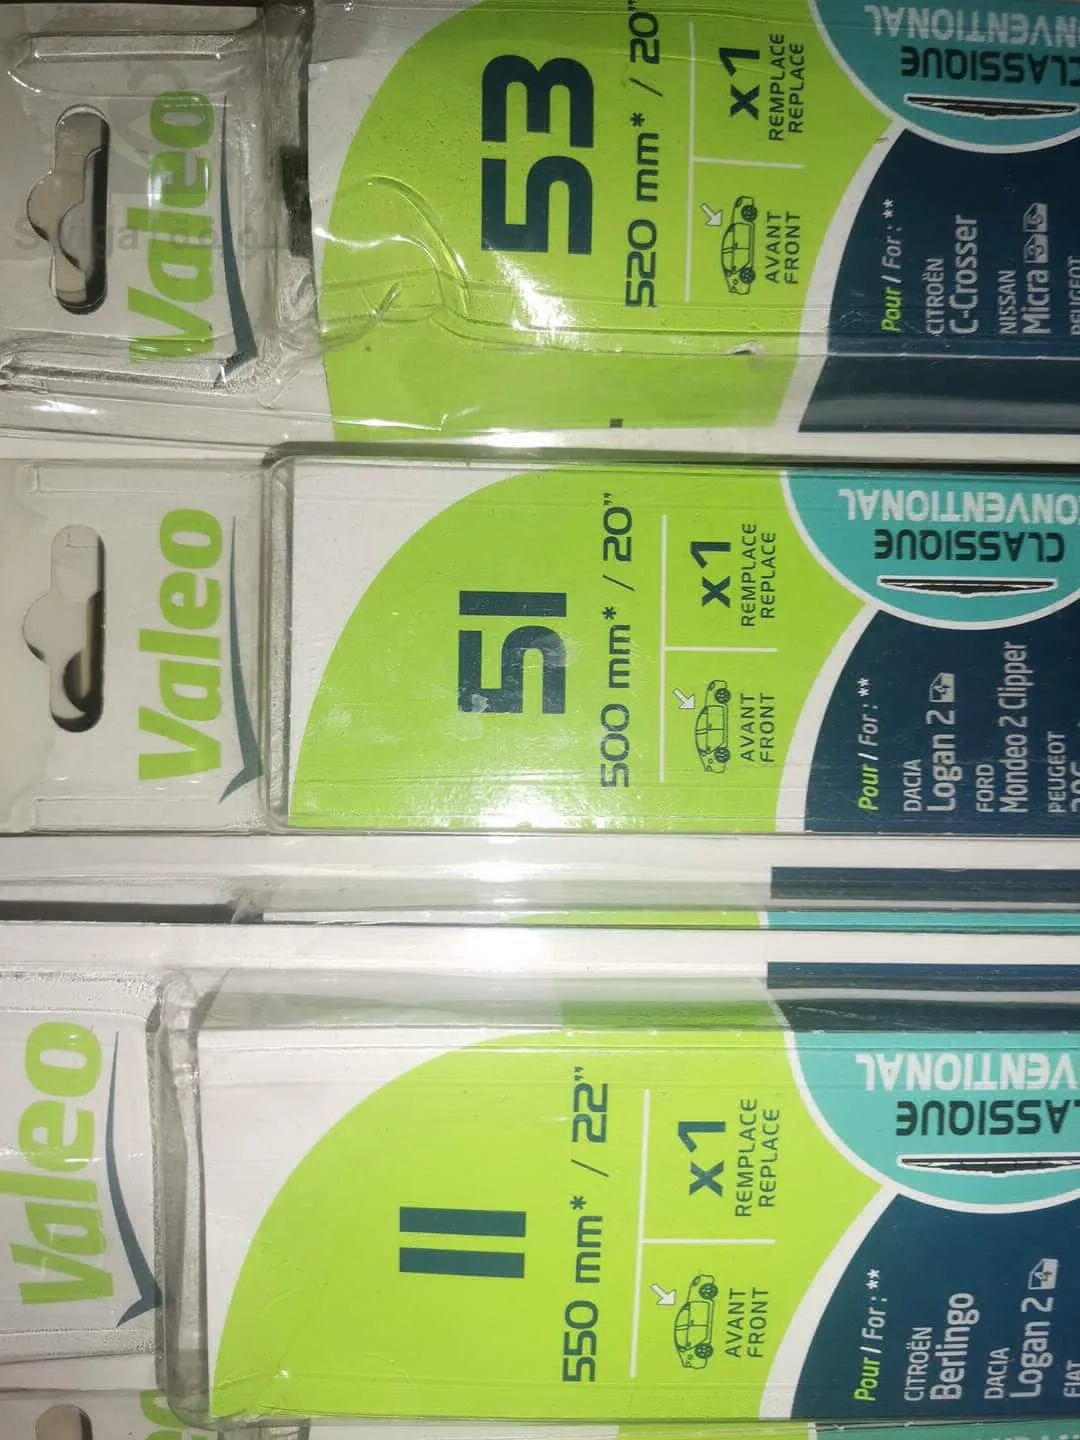 Valeo
53
520 mm* / 20"
x1
REMPLACE
REPLACE
AVANT
FRONT
CLASSIQUE
Pour / For : **
CITROËN
C-Crosser
NISSAN
Micra
PEUGEOT
Valeo
51
500 mm* / 20"
x1
REMPLACE
REPLACE
AVANT
FRONT
CONVENTIONAL
CLASSIQUE
Pour / For : **
DACIA
Logan 2 4
FORD
Mondeo 2 Clipper
PEUGEOT
Valeo
11
550 mm* / 22"
x1
REMPLACE
REPLACE
AVANT
FRONT
Pour / For : **
CITROËN
Berlingo
DACIA
Logan 2 4
FIAT